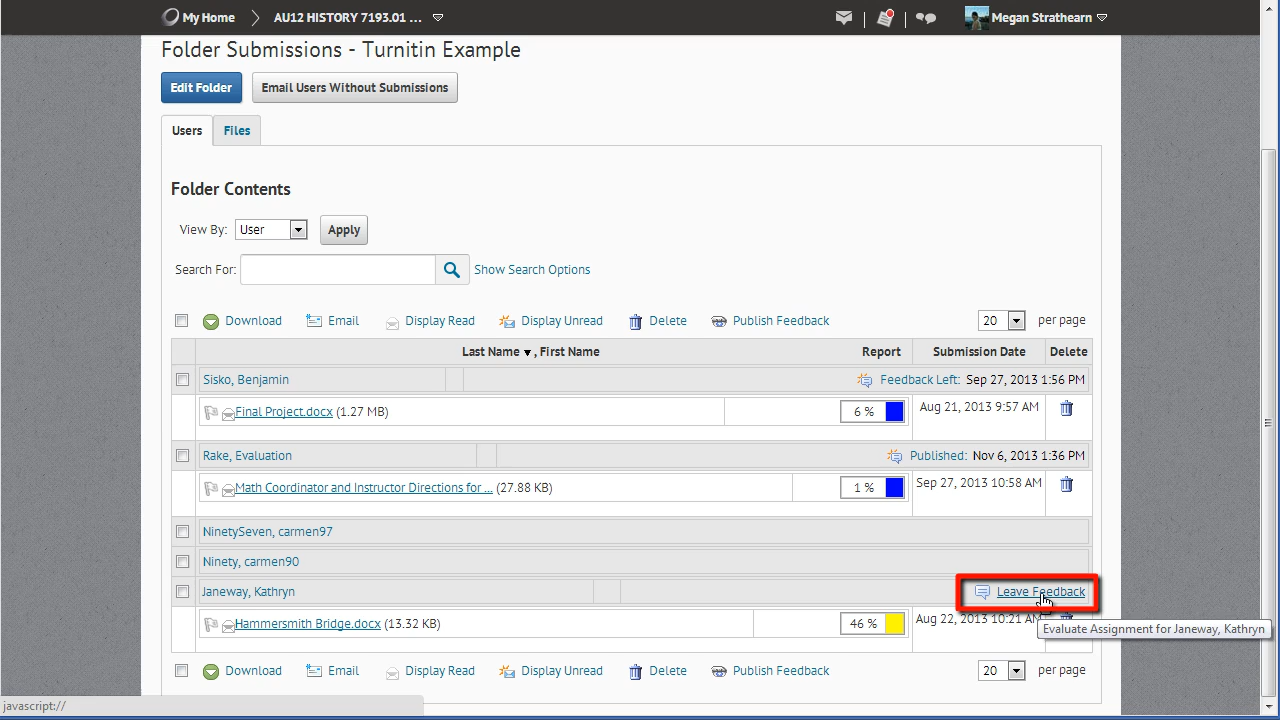 My Home AU12 HISTORY 7193.01 ... Megan Strathearn
Folder Submissions - Turnitin Example
Edit Folder Email Users Without Submissions
Users Files
Folder Contents
View By: User Apply
Search For: Show Search Options
Download Email Display Read Display Unread Delete Publish Feedback 20 per page
Last Name , First Name Report Submission Date Delete
Sisko, Benjamin Feedback Left: Sep 27, 2013 1:56 PM
Final Project.docx (1.27 MB) 6 % Aug 21, 2013 9:57 AM
Rake, Evaluation Published: Nov 6, 2013 1:36 PM
Math Coordinator and Instructor Directions for ... (27.88 KB) 1 % Sep 27, 2013 10:58 AM
NinetySeven, carmen97
Ninety, carmen90
Janeway, Kathryn Leave Feedback
Hammersmith Bridge.docx (13.32 KB) 46 % Aug 22, 2013 10:21 AM
Evaluate Assignment for Janeway, Kathryn
Download Email Display Read Display Unread Delete Publish Feedback 20 per page
javascript://